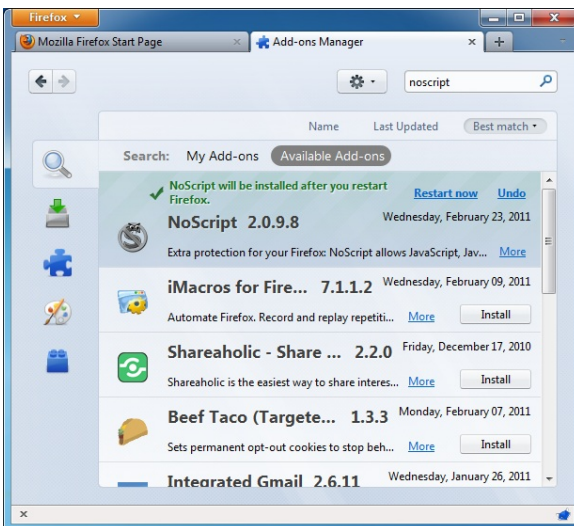 Firefox
Mozilla Firefox Start Page
Add-ons Manager
noscript
Name Last Updated Best match
Search: My Add-ons Available Add-ons
NoScript will be installed after you restart Restart now Undo
Firefox.
NoScript 2.0.9.8 Wednesday, February 23, 2011
Extra protection for your Firefox: NoScript allows JavaScript, Jav... More
iMacros for Fire... 7.1.1.2 Wednesday, February 09, 2011
Automate Firefox. Record and replay repetiti... More Install
Shareaholic - Share ... 2.2.0 Friday, December 17, 2010
Shareaholic is the easiest way to share interes... More Install
Beef Taco (Targete... 1.3.3 Monday, February 07, 2011
Sets permanent opt-out cookies to stop beh... More Install
Integrated Gmail 2.6.11 Wednesday, January 26, 2011